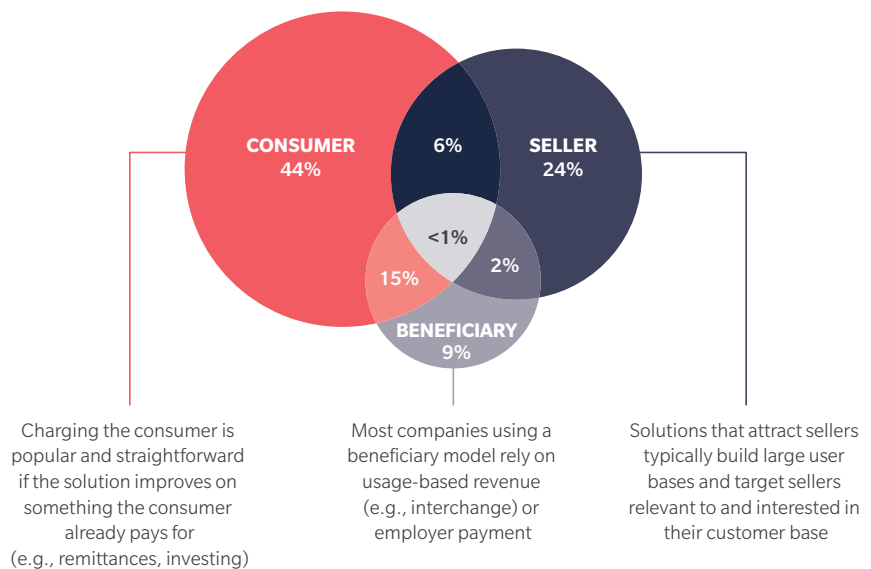 CONSUMER
44%
6%
SELLER
24%
<1%
15%
2%
BENEFICIARY
9%
Charging the consumer is
popular and straightforward
if the solution improves on
something the consumer
already pays for
(e.g., remittances, investing)
Most companies using a
beneficiary model rely on
usage-based revenue
(e.g., interchange) or
employer payment
Solutions that attract sellers
typically build large user
bases and target sellers
relevant to and interested in
their customer base